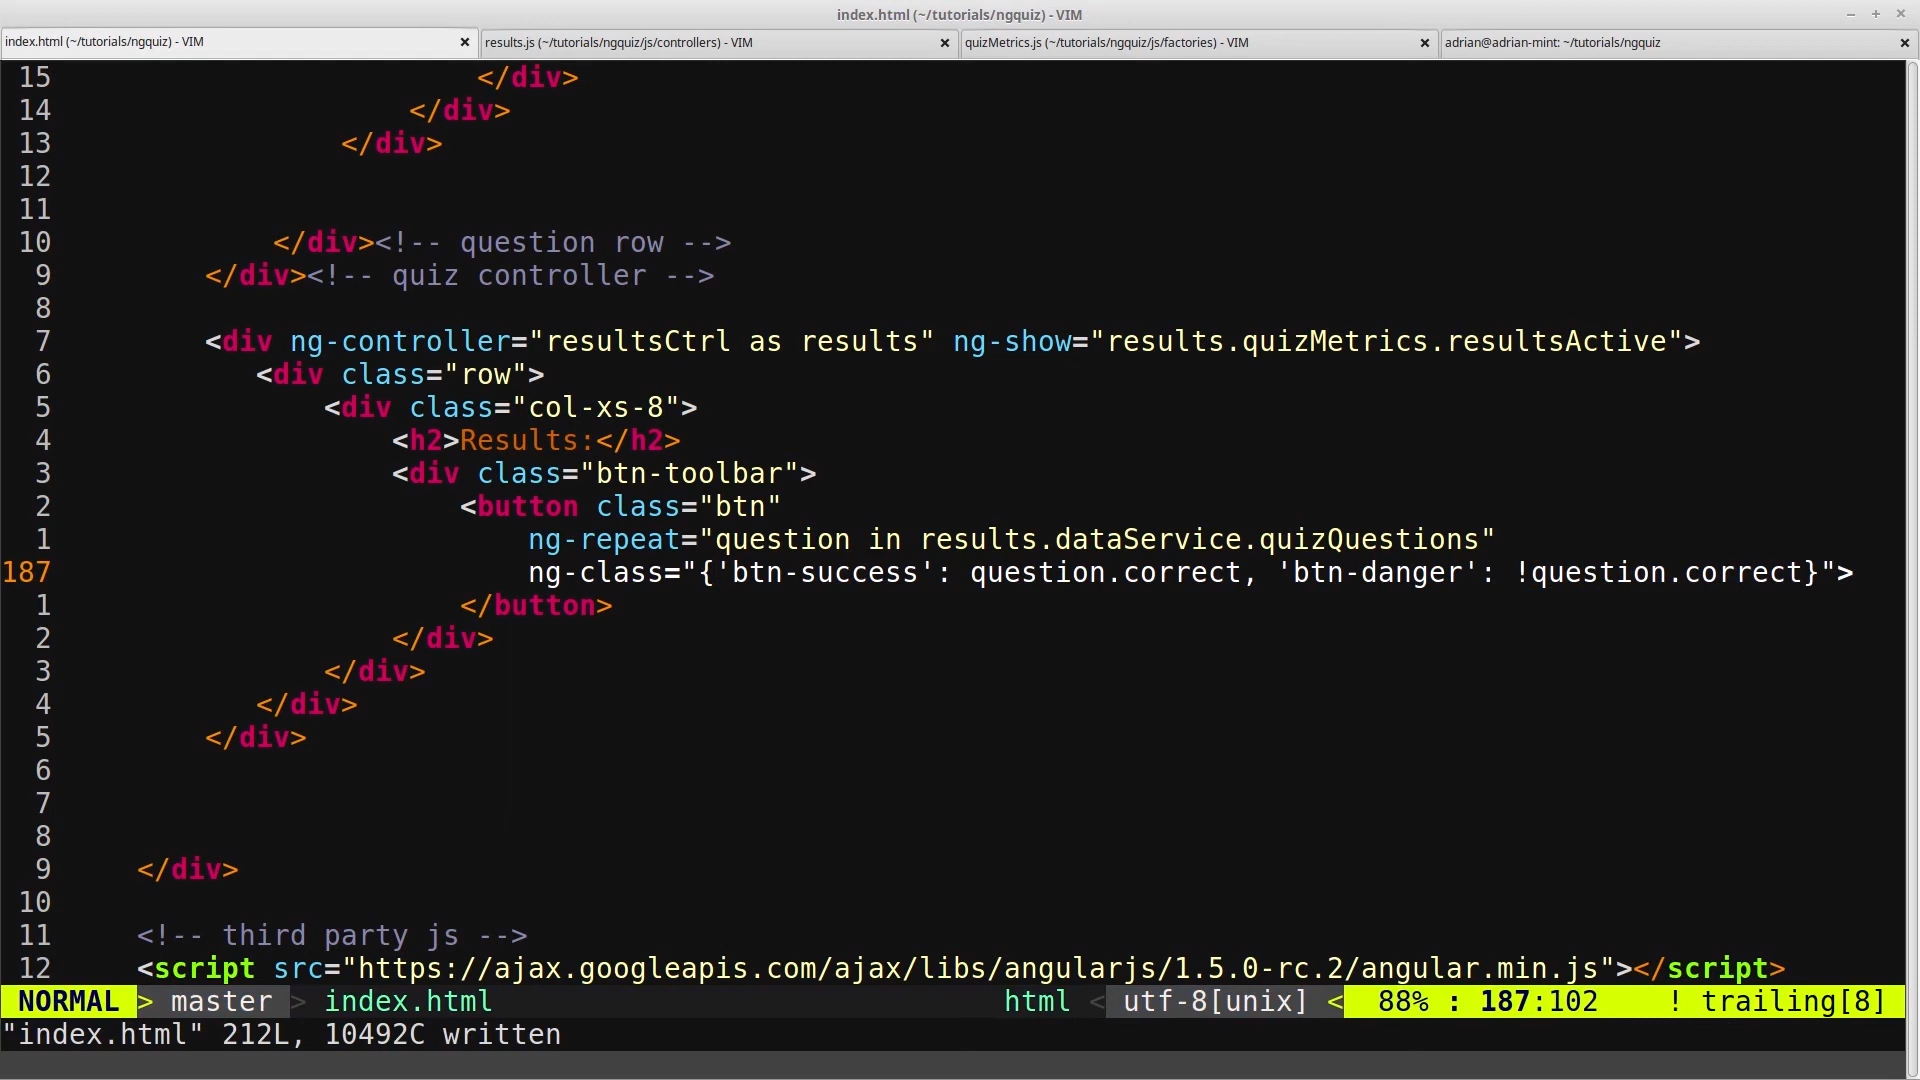 index.html (~/tutorials/ngquiz) - VIM
index.html (~/tutorials/ngquiz) - VIM × results.js (~/tutorials/ngquiz/js/controllers) - VIM × quizMetrics.js (~/tutorials/ngquiz/js/factories) - VIM × adrian@adrian-mint: ~/tutorials/ngquiz ×
15 </div>
14 </div>
13 </div>
12
11
10 </div><!-- question row -->
9 </div><!-- quiz controller -->
8
7 <div ng-controller="resultsCtrl as results" ng-show="results.quizMetrics.resultsActive">
6 <div class="row">
5 <div class="col-xs-8">
4 <h2>Results:</h2>
3 <div class="btn-toolbar">
2 <button class="btn"
1 ng-repeat="question in results.dataService.quizQuestions"
187 ng-class="{'btn-success': question.correct, 'btn-danger': !question.correct}">
1 </button>
2 </div>
3 </div>
4 </div>
5 </div>
6
7
8
9 </div>
10
11 <!-- third party js -->
12 <script src="https://ajax.googleapis.com/ajax/libs/angularjs/1.5.0-rc.2/angular.min.js"></script>
NORMAL > master > index.html html < utf-8[unix] < 88% : 187:102 ! trailing[8]
"index.html" 212L, 10492C written